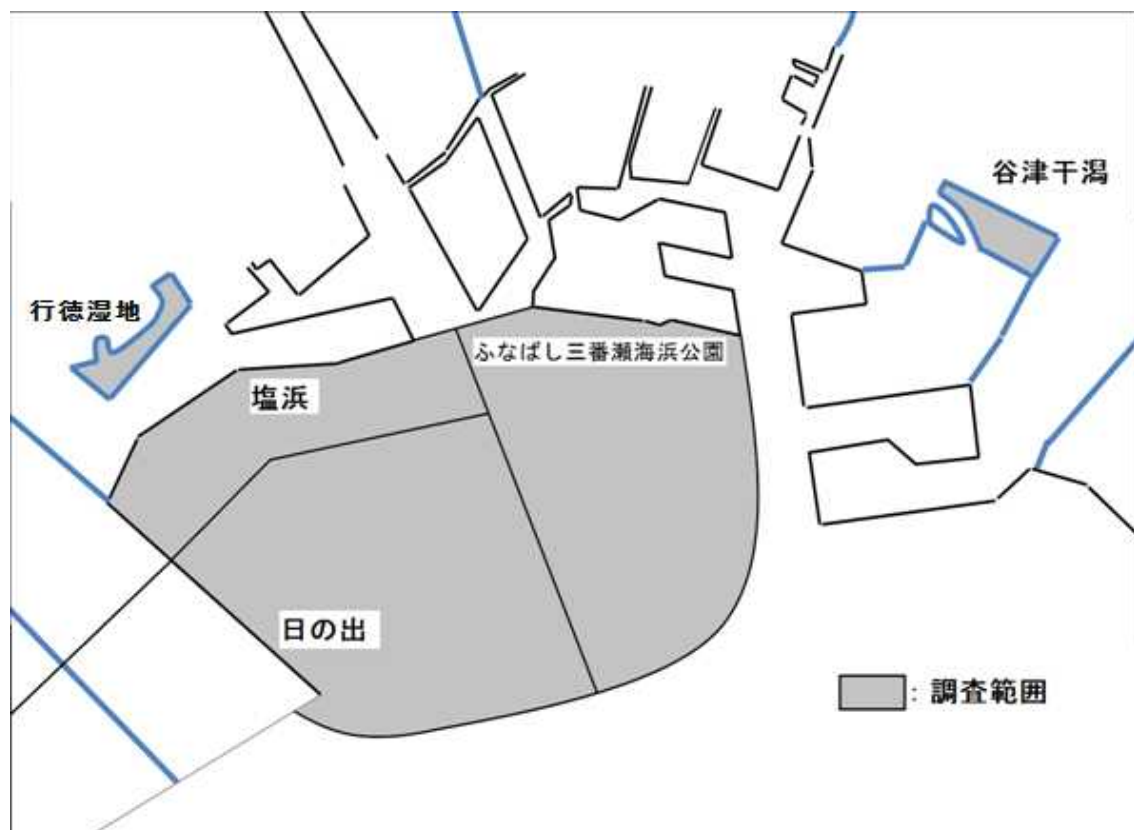 谷津干潟
行徳湿地
ふなばし三番瀬海浜公園
塩浜
日の出
: 調査範囲